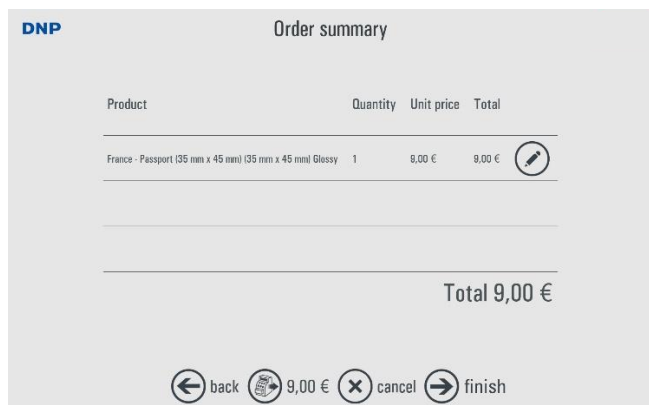 DNP
Order summary
Product Quantity Unit price Total
France - Passport (35 mm x 45 mm) (35 mm x 45 mm) Glossy 1 9,00 € 9,00 €
Total 9,00 €
back 9,00 € cancel finish